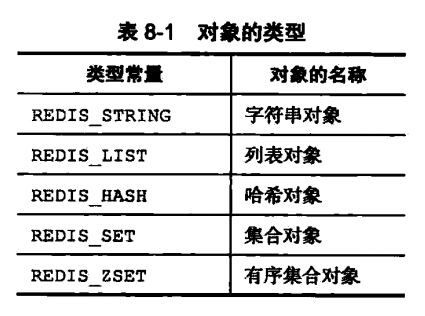 表 8-1 对象的类型
类型常量 对象的名称
REDIS_STRING 字符串对象
REDIS_LIST 列表对象
REDIS_HASH 哈希对象
REDIS_SET 集合对象
REDIS_ZSET 有序集合对象